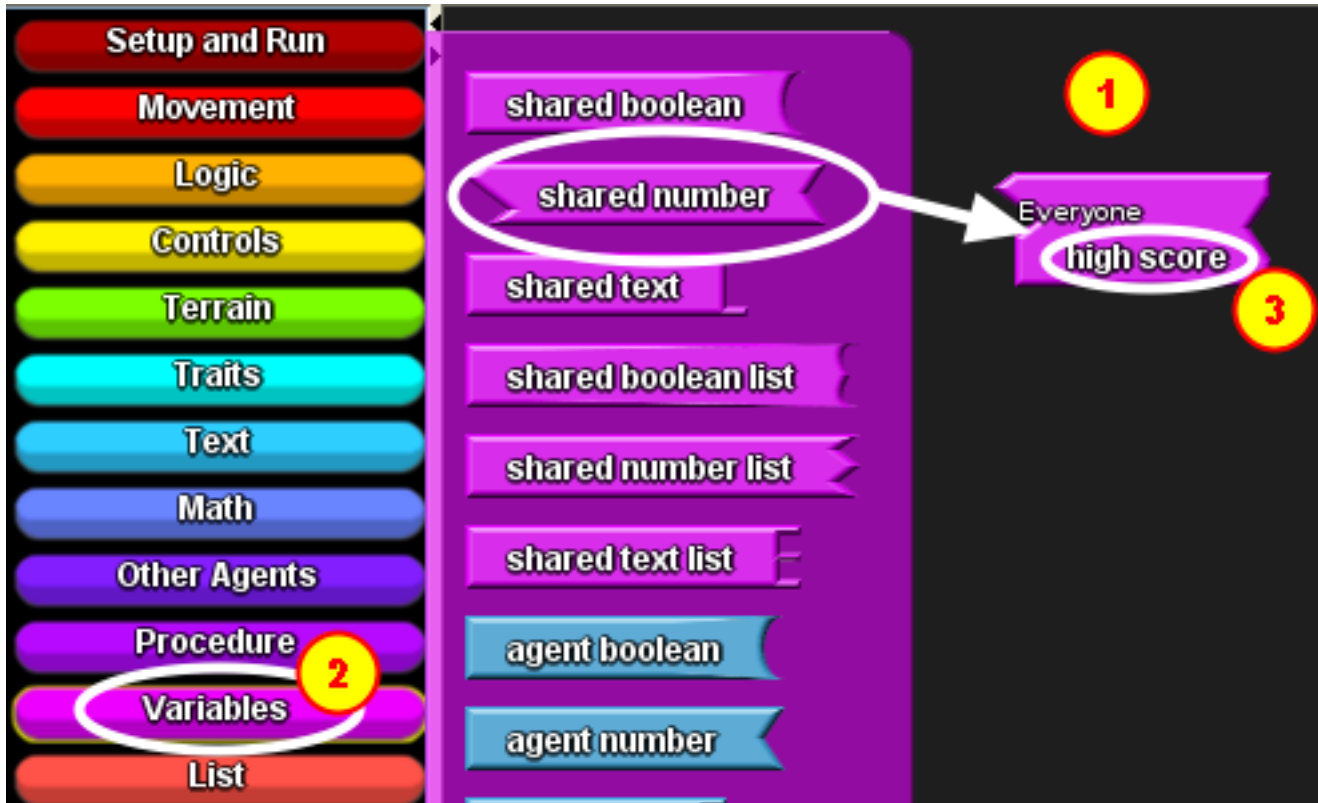 Setup and Run
Movement
Logic
Controls
Terrain
Traits
Text
Math
Other Agents
Procedure
2
Variables
List
shared boolean
shared number
shared text
shared boolean list
shared number list
shared text list
agent boolean
agent number
1
Everyone
high score
3